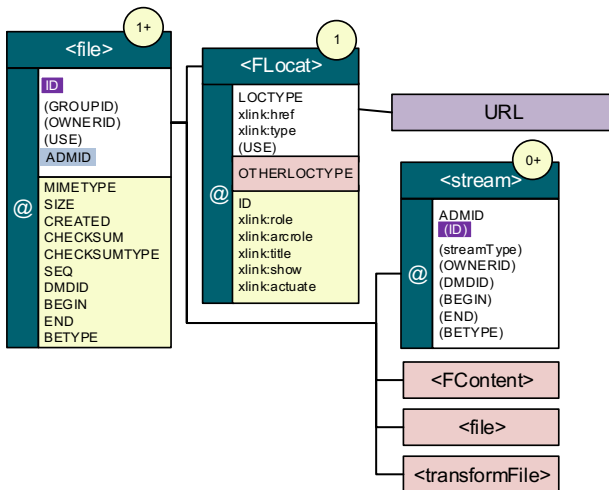 1+
<file>
@
ID
(GROUPID)
(OWNERID)
(USE)
ADMID
MIMETYPE
SIZE
CREATED
CHECKSUM
CHECKSUMTYPE
SEQ
DMDID
BEGIN
END
BETYPE
1
<FLocat>
@
LOCTYPE
xlink:href
xlink:type
(USE)
OTHERLOCTYPE
ID
xlink:role
xlink:arcrole
xlink:title
xlink:show
xlink:actuate
URL
0+
<stream>
@
ADMID
(ID)
(streamType)
(OWNERID)
(DMDID)
(BEGIN)
(END)
(BETYPE)
<FContent>
<file>
<transformFile>